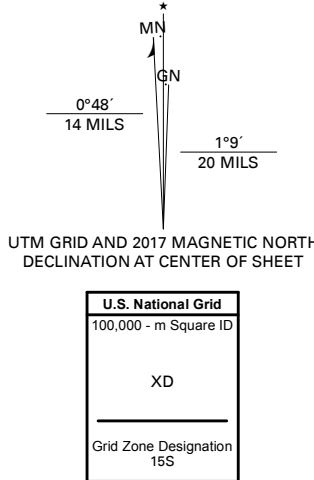 ★
MN
GN
0°48´
14 MILS
1°9´
20 MILS
UTM GRID AND 2017 MAGNETIC NORTH
DECLINATION AT CENTER OF SHEET
U.S. National Grid
100,000 - m Square ID
XD
Grid Zone Designation
15S